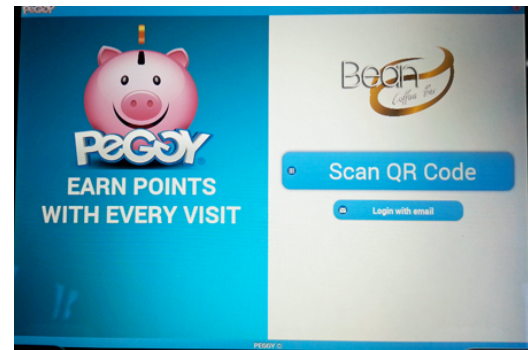 PEGGY
PEGGY
EARN POINTS
WITH EVERY VISIT
Bean
Coffee Bar
Scan QR Code
Login with email
PEGGY